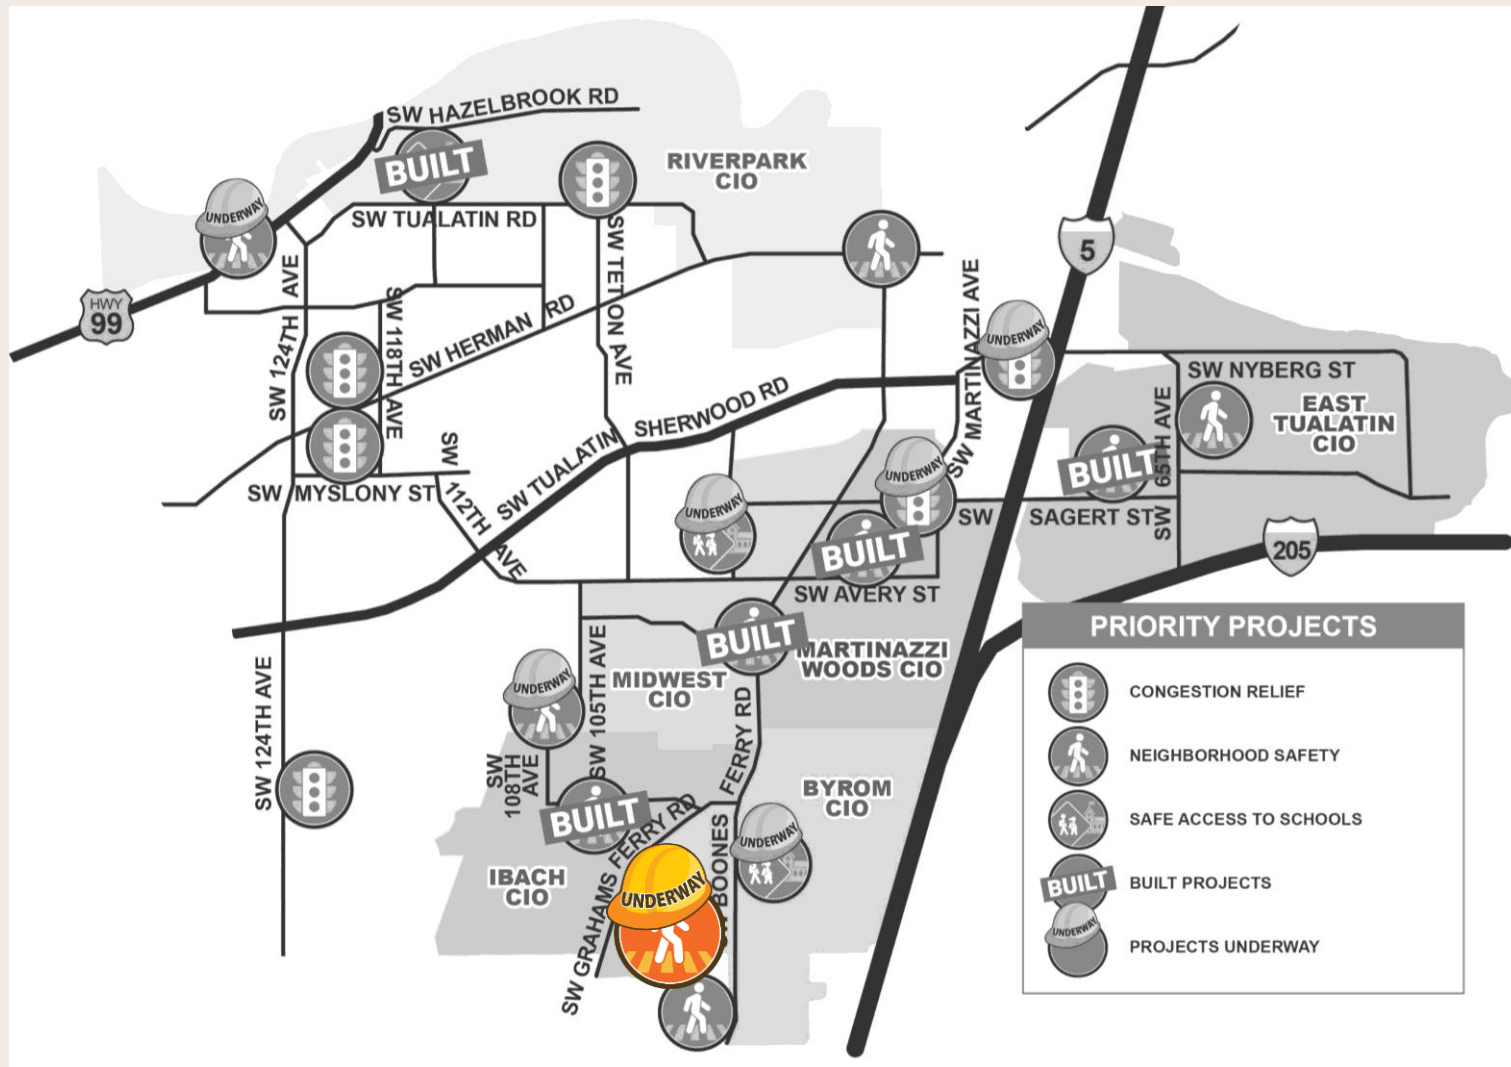 SW HAZELBROOK RD
BUILT
RIVERPARK
CIO
UNDERWAY
SW TUALATIN RD
SW TETON AVE
5
HWY
99
SW 124TH AVE
SW 118TH AVE
SW HERMAN RD
SW MARTINAZZI AVE
UNDERWAY
SW NYBERG ST
SHERWOOD RD
SW TUALATIN
EAST
TUALATIN
CIO
SW 65TH AVE
BUILT
UNDERWAY
SW MYSLONY ST
SW
112TH
AVE
UNDERWAY
SW SAGERT ST
BUILT
205
SW AVERY ST
BUILT
MARTINAZZI
WOODS CIO
MIDWEST
CIO
SW 105TH AVE
UNDERWAY
SW 124TH AVE
SW
108TH
AVE
FERRY RD
BUILT
BYROM
CIO
UNDERWAY
IBACH
CIO
SW GRAHAMS FERRY RD
BOONES
UNDERWAY
PRIORITY PROJECTS
CONGESTION RELIEF
NEIGHBORHOOD SAFETY
SAFE ACCESS TO SCHOOLS
BUILT
BUILT PROJECTS
UNDERWAY
PROJECTS UNDERWAY